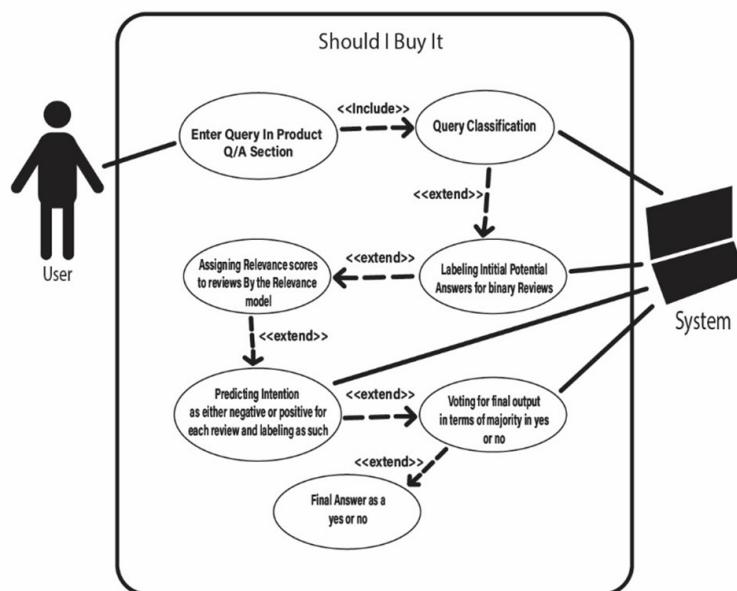 Should I Buy It
<<Include>>
Enter Query In Product
Q/A Section
Query Classification
<<extend>>
User
<<extend>>
Assigning Relevance scores
to reviews By the Relevance
model
Labeling Intitial Potential
Answers for binary Reviews
System
<<extend>>
Predicting Intention
as either negative or positive for
each review and labeling as such
<<extend>>
Voting for final output
in terms of majority in yes
or no
<<extend>>
Final Answer as a
yes or no